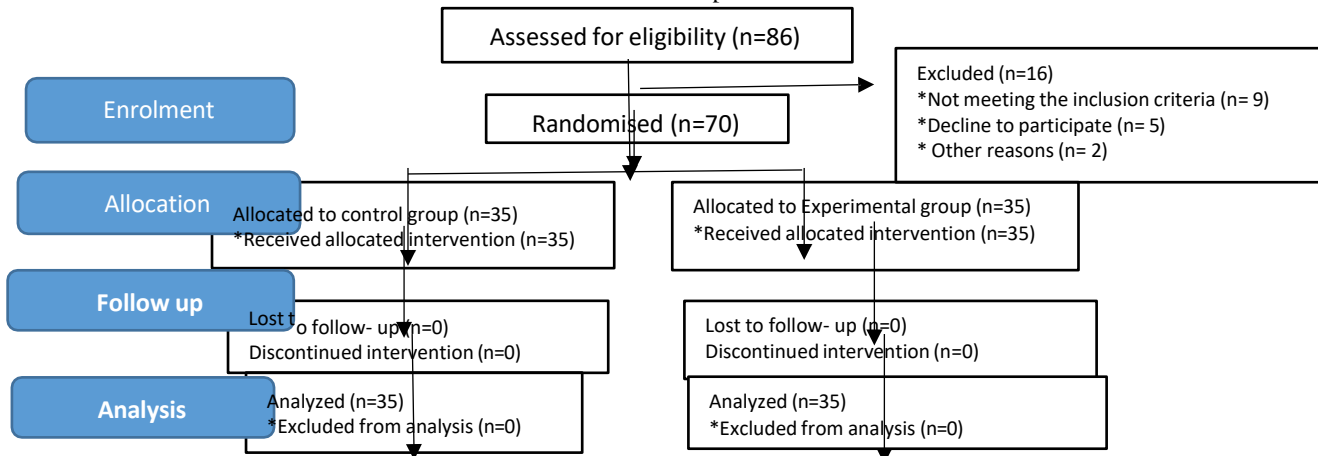 Assessed for eligibility (n=86)
Excluded (n=16)
*Not meeting the inclusion criteria (n= 9)
*Decline to participate (n= 5)
* Other reasons (n= 2)
Enrolment
Randomised (n=70)
Allocation
Allocated to control group (n=35)
*Received allocated intervention (n=35)
Allocated to Experimental group (n=35)
*Received allocated intervention (n=35)
Follow up
Lost to follow- up (n=0)
Discontinued intervention (n=0)
Lost to follow- up (n=0)
Discontinued intervention (n=0)
Analysis
Analyzed (n=35)
*Excluded from analysis (n=0)
Analyzed (n=35)
*Excluded from analysis (n=0)